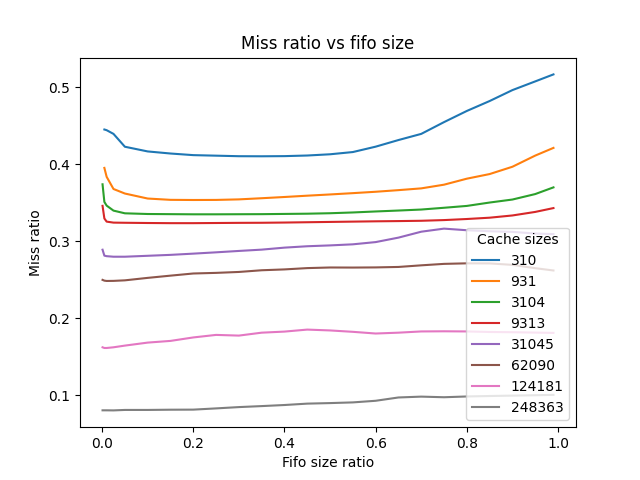 Miss ratio vs fifo size
Miss ratio
0.5
0.4
0.3
0.2
0.1
0.0 0.2 0.4 0.6 0.8 1.0
Fifo size ratio
Cache sizes
310
931
3104
9313
31045
62090
124181
248363